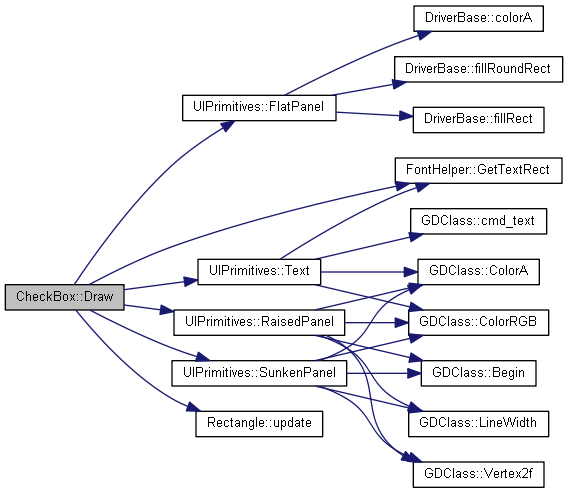 CheckBox::Draw
UIPrimitives::FlatPanel
UIPrimitives::Text
UIPrimitives::RaisedPanel
UIPrimitives::SunkenPanel
Rectangle::update
DriverBase::colorA
DriverBase::fillRoundRect
DriverBase::fillRect
FontHelper::GetTextRect
GDClass::cmd_text
GDClass::ColorA
GDClass::ColorRGB
GDClass::Begin
GDClass::LineWidth
GDClass::Vertex2f